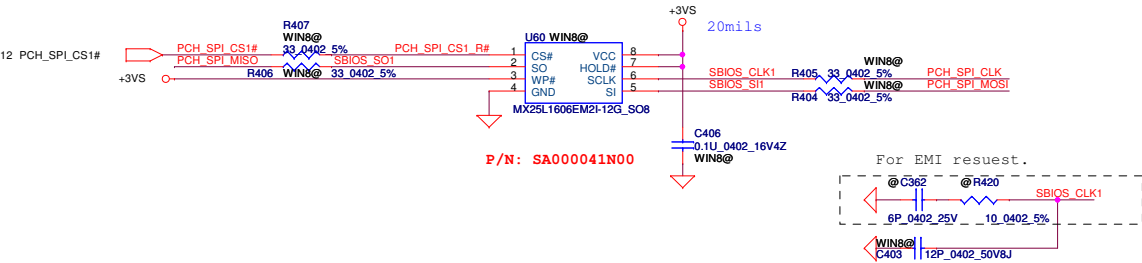 +3VS
20mils
R407
WIN8@
U60 WIN8@
12 PCH_SPI_CS1#
PCH_SPI_CS1#
33_0402_5%
PCH_SPI_CS1_R#
1
CS#
VCC
8
PCH_SPI_MISO
SBIOS_SO1
2
SO
HOLD#
7
+3VS
R406
WIN8@
33_0402_5%
3
WP#
SCLK
6
SBIOS_CLK1
R405
33_0402_5%
WIN8@
PCH_SPI_CLK
4
GND
SI
5
SBIOS_SI1
WIN8@
PCH_SPI_MOSI
R404
33_0402_5%
MX25L1606EM2I-12G_SO8
C406
0.1U_0402_16V4Z
WIN8@
P/N: SA000041N00
For EMI resuest.
@ C362
@ R420
SBIOS_CLK1
6P_0402_25V
10_0402_5%
WIN8@
C403
12P_0402_50V8J